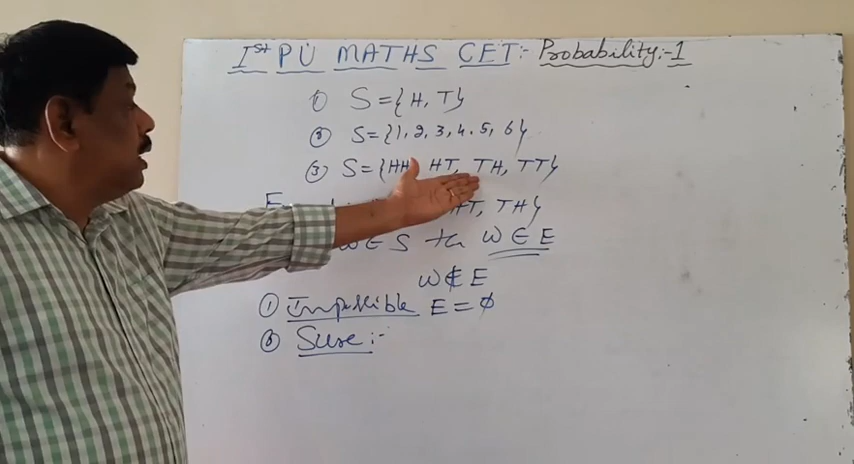 Ist PU MATHS CET:- Probability:-1
① S={H, T}
② S={1, 2, 3, 4. 5, 6}
③ S={HH, HT, TH, TT}
E HT, TH}
w ∈ S w ∈ E
w ∉ E
① Impossible E = φ
② Sure:-